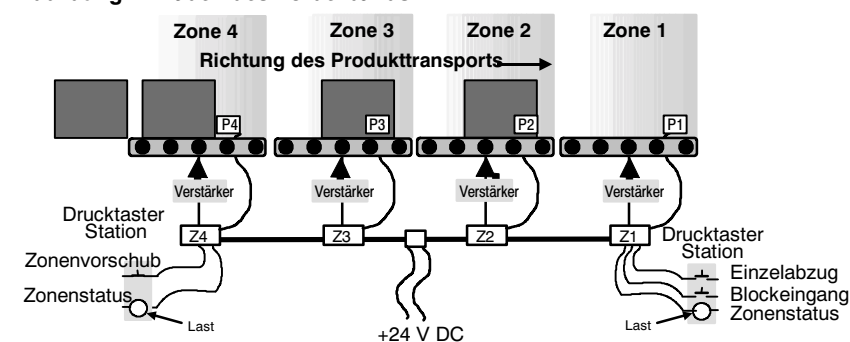 Zone 4 Zone 3 Zone 2 Zone 1
Richtung des Produkttransports
P4 P3 P2 P1
Verstärker Verstärker Verstärker Verstärker
Drucktaster
Station
Z4 Z3 Z2 Z1
Drucktaster
Station
Zonenvorschub
Zonenstatus
Last
+24 V DC
Einzelabzug
Blockeingang
Zonenstatus
Last